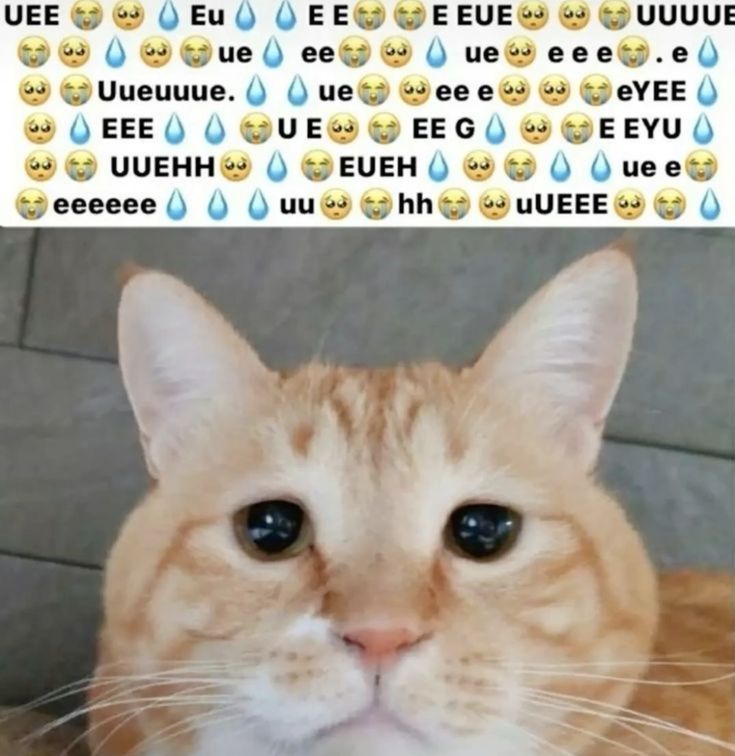 UEE 😭 🥺 💧 Eu 💧 💧 E E😭 😭 E EUE🥺 🥺 😭 UUUUE
😭 🥺 💧 🥺 😭 ue 💧 ee 😭 🥺 💧 ue 🥺 e e e 😭 . e 💧
🥺 😭 Uueuuue. 💧 💧 ue😭 🥺 ee e🥺 🥺 😭 eYEE 💧
🥺 💧 EEE 💧 💧 😭 U E🥺 😭 EE G 💧 🥺 😭 E EYU 💧
🥺 😭 UUEHH🥺 💧 😭 EUEH 💧 🥺 😭 💧 💧 ue e😭
😭 eeeeee 💧 💧 💧 uu🥺 😭 hh😭 🥺 uUEEE🥺 😭 💧